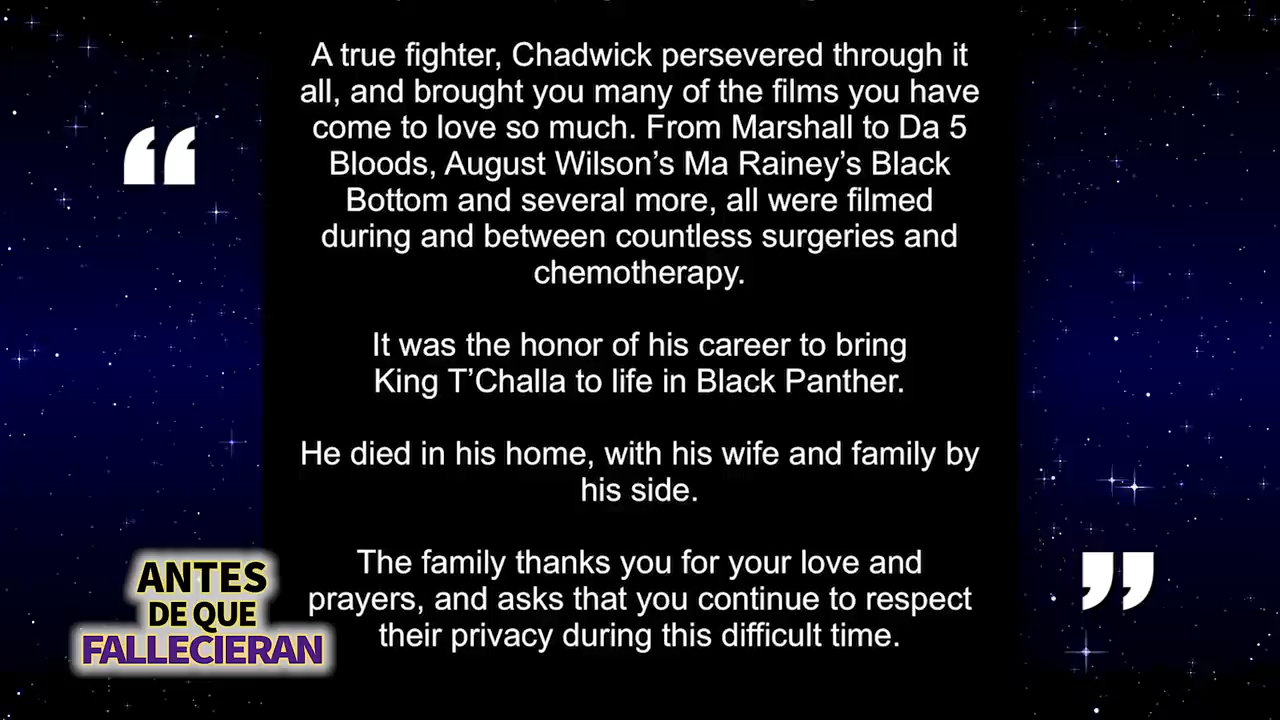 A true fighter, Chadwick persevered through it
all, and brought you many of the films you have
come to love so much. From Marshall to Da 5
Bloods, August Wilson’s Ma Rainey’s Black
Bottom and several more, all were filmed
during and between countless surgeries and
chemotherapy.
It was the honor of his career to bring
King T’Challa to life in Black Panther.
He died in his home, with his wife and family by
his side.
The family thanks you for your love and
prayers, and asks that you continue to respect
their privacy during this difficult time.
“
”
ANTES
DE QUE
FALLECIERAN